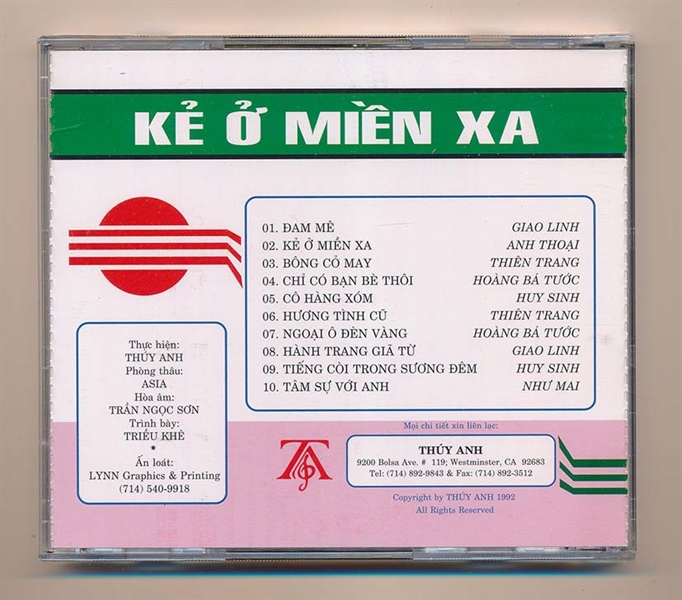 KẺ Ở MIỀN XA
01. ĐAM MÊ GIAO LINH
02. KẺ Ở MIỀN XA ANH THOẠI
03. BÔNG CỎ MAY THIÊN TRANG
04. CHỈ CÓ BẠN BÈ THÔI HOÀNG BÁ TƯỚC
05. CÔ HÀNG XÓM HUY SINH
06. HƯƠNG TÌNH CŨ THIÊN TRANG
07. NGOẠI Ô ĐÈN VÀNG HOÀNG BÁ TƯỚC
08. HÀNH TRANG GIÃ TỪ GIAO LINH
09. TIẾNG CÒI TRONG SƯƠNG ĐÊM HUY SINH
10. TÂM SỰ VỚI ANH NHƯ MAI
Thực hiện:
THÚY ANH
Phòng thâu:
ASIA
Hòa âm:
TRẦN NGỌC SƠN
Trình bày:
TRIỀU KHÊ
*
Ấn loát:
LYNN Graphics & Printing
(714) 540-9918
Mọi chi tiết xin liên lạc:
THÚY ANH
9200 Bolsa Ave. # 119; Westminster, CA 92683
Tel: (714) 892-9843 & Fax: (714) 892-3512
Copyright by THÚY ANH 1992
All Rights Reserved
TA